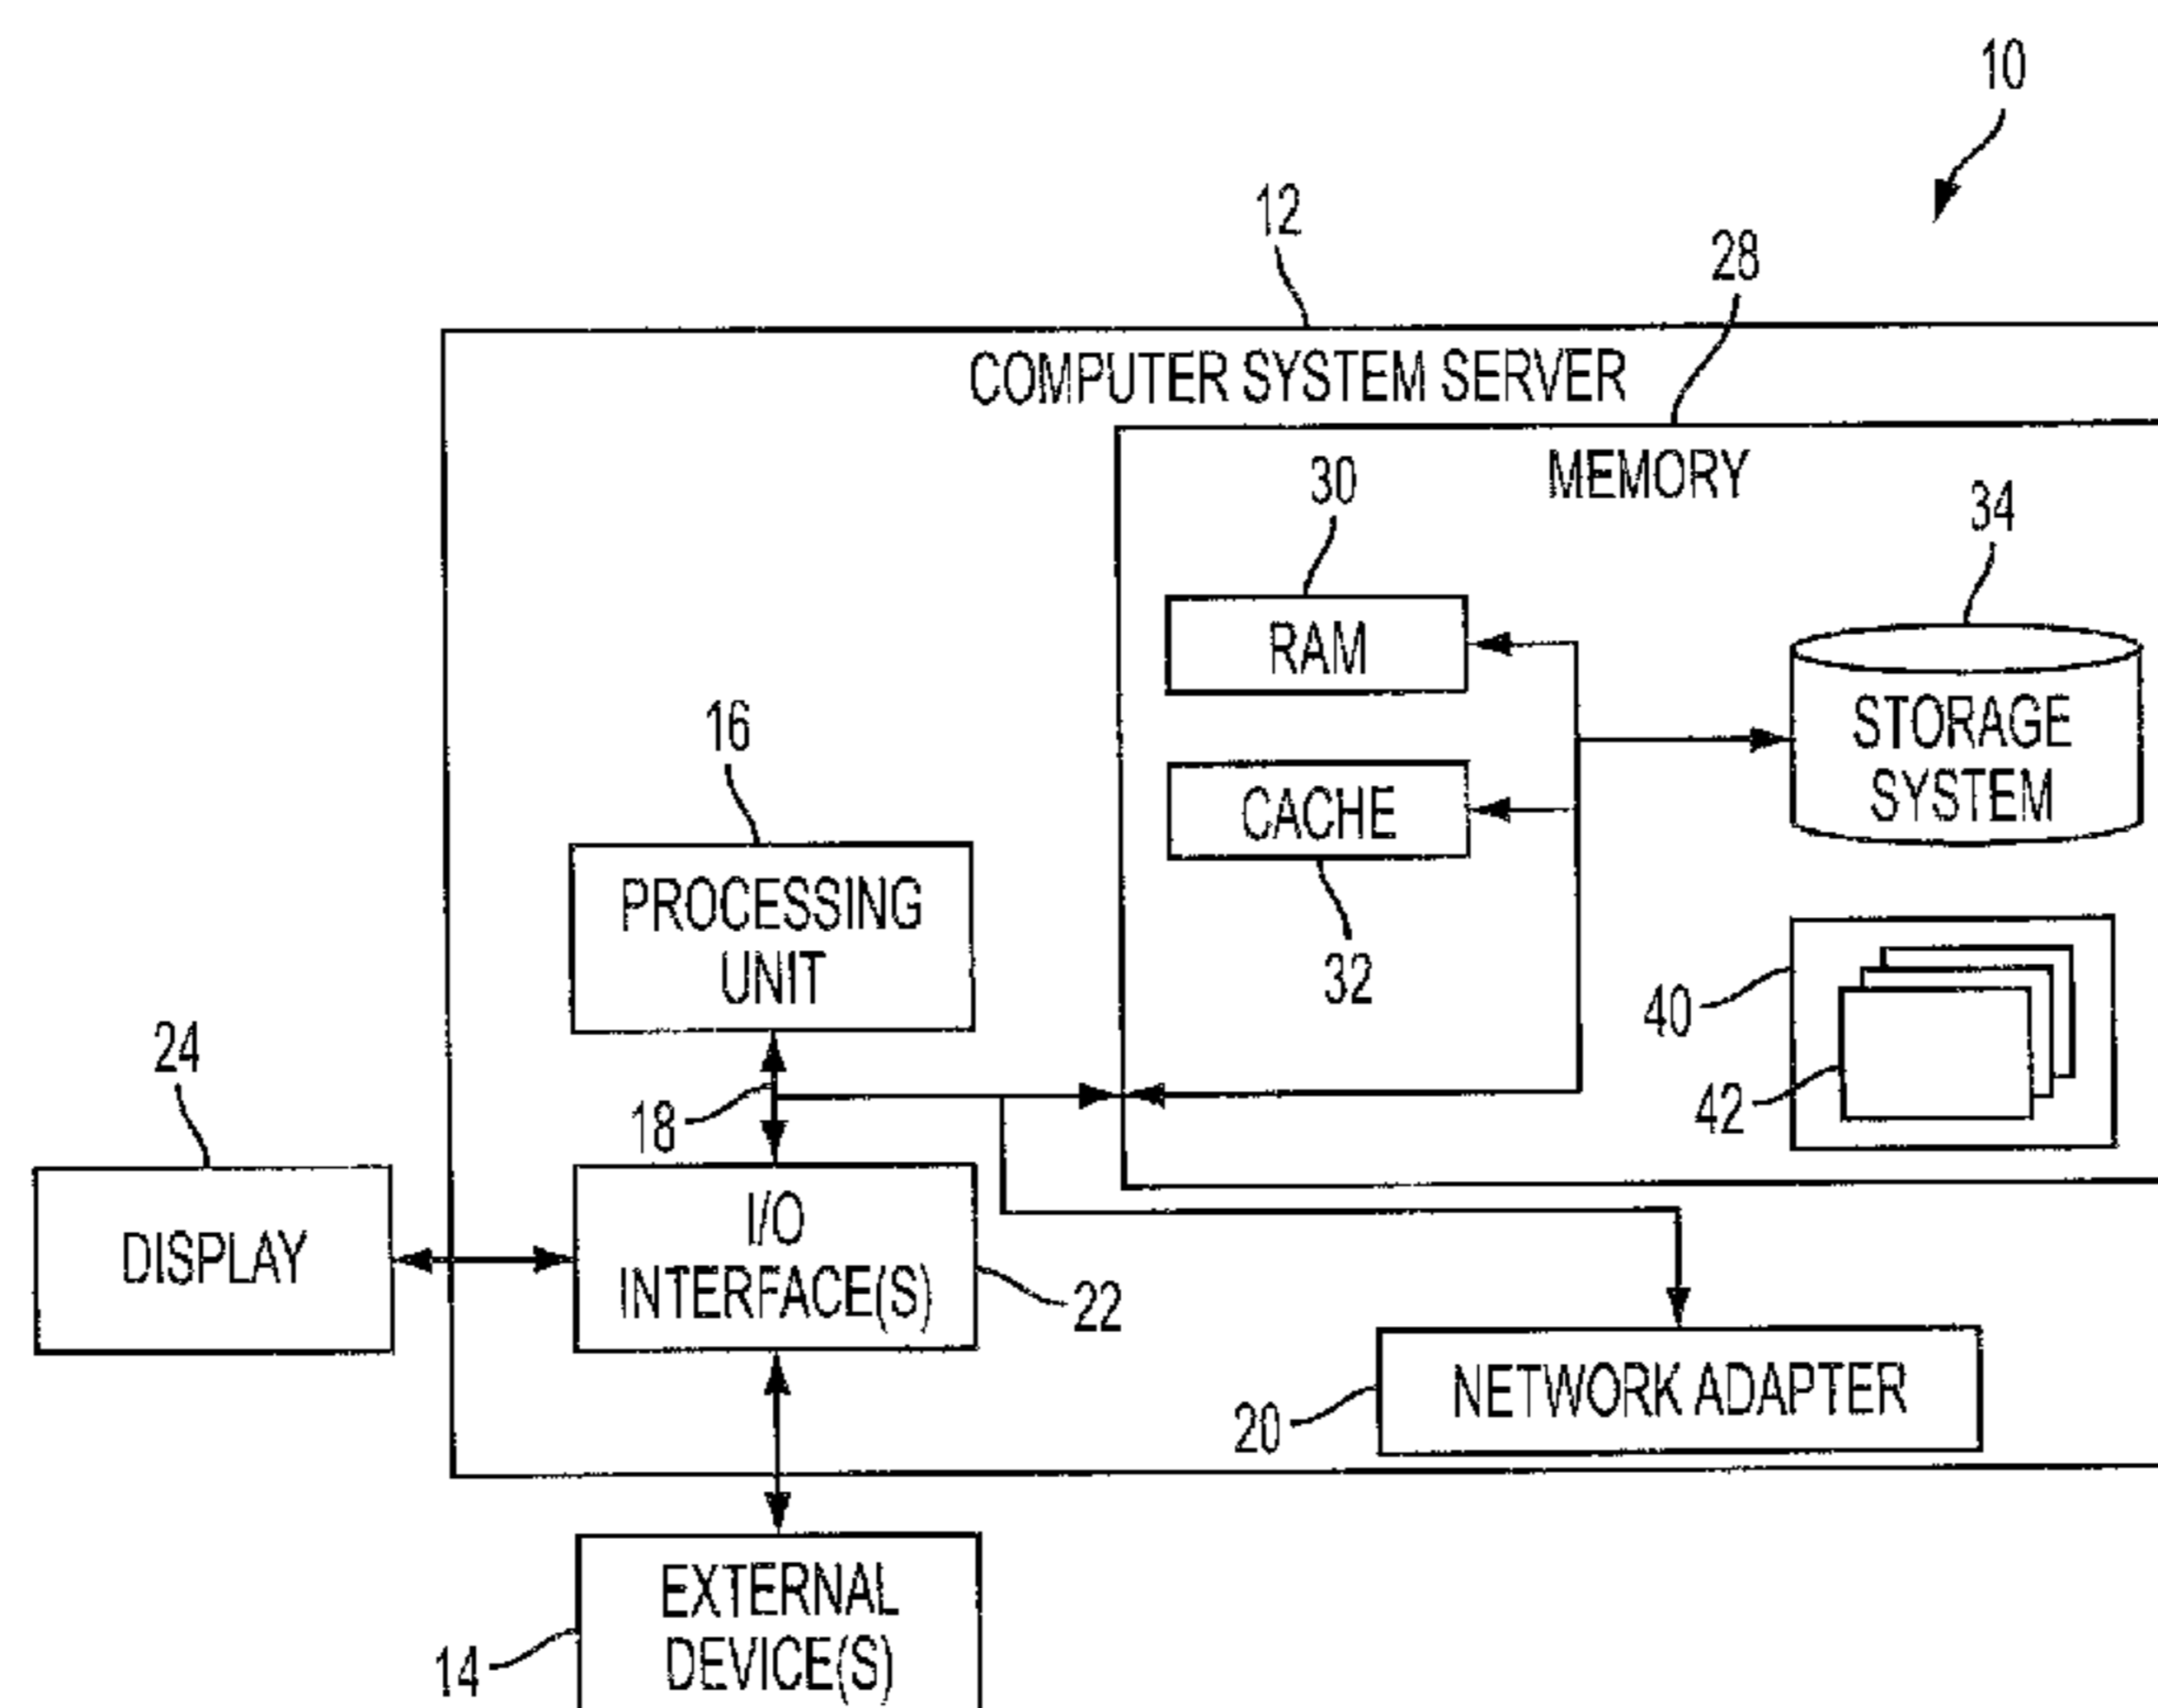 10
12
28
COMPUTER SYSTEM SERVER
MEMORY
30
34
RAM
STORAGE
SYSTEM
16
CACHE
32
PROCESSING
UNIT
40
42
24
18
DISPLAY
I/O
INTERFACE(S)
22
NETWORK ADAPTER
20
EXTERNAL
DEVICE(S)
14